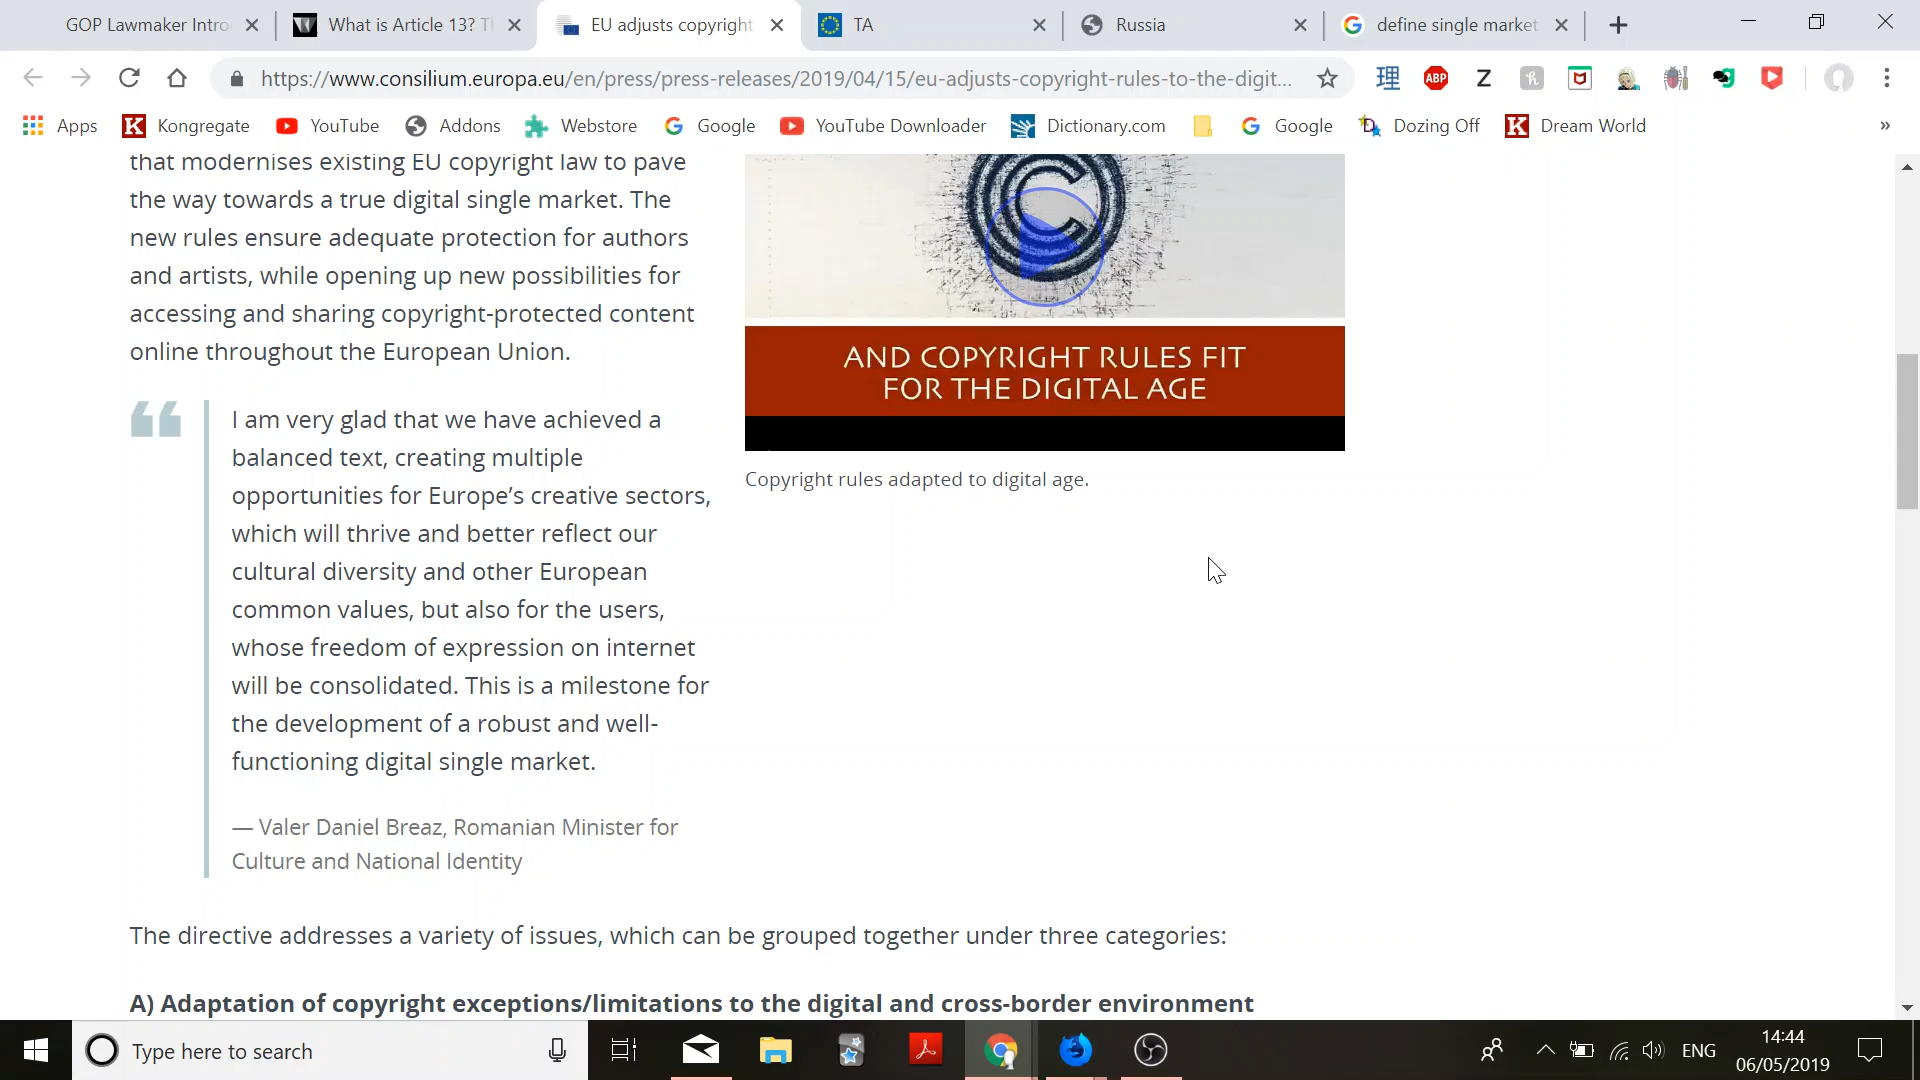 GOP Lawmaker Intro
What is Article 13? T
EU adjusts copyright
TA
Russia
define single market
https://www.consilium.europa.eu/en/press/press-releases/2019/04/15/eu-adjusts-copyright-rules-to-the-digit...
理
ABP
Z
h
Apps
Kongregate
YouTube
Addons
Webstore
Google
YouTube Downloader
Dictionary.com
Google
Dozing Off
Dream World
»
that modernises existing EU copyright law to pave
the way towards a true digital single market. The
new rules ensure adequate protection for authors
and artists, while opening up new possibilities for
accessing and sharing copyright-protected content
online throughout the European Union.
AND COPYRIGHT RULES FIT
FOR THE DIGITAL AGE
Copyright rules adapted to digital age.
I am very glad that we have achieved a
balanced text, creating multiple
opportunities for Europe’s creative sectors,
which will thrive and better reflect our
cultural diversity and other European
common values, but also for the users,
whose freedom of expression on internet
will be consolidated. This is a milestone for
the development of a robust and well-
functioning digital single market.
— Valer Daniel Breaz, Romanian Minister for
Culture and National Identity
The directive addresses a variety of issues, which can be grouped together under three categories:
A) Adaptation of copyright exceptions/limitations to the digital and cross-border environment
Type here to search
ENG
14:44
06/05/2019